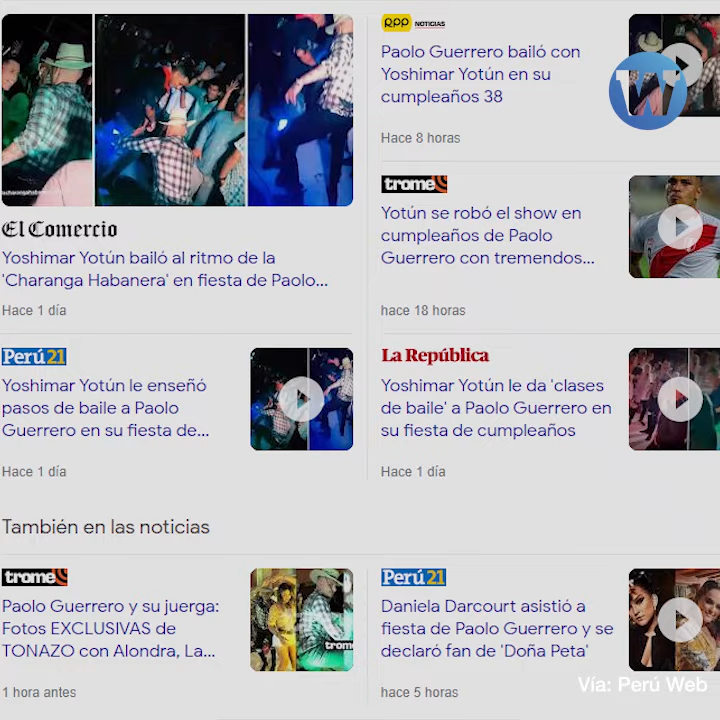 El Comercio
Yoshimar Yotún bailó al ritmo de la
'Charanga Habanera' en fiesta de Paolo...
Hace 1 día
RPP NOTICIAS
Paolo Guerrero bailó con
Yoshimar Yotún en su
cumpleaños 38
Hace 8 horas
W
trome
Yotún se robó el show en
cumpleaños de Paolo
Guerrero con tremendos...
hace 18 horas
Perú21
Yoshimar Yotún le enseñó
pasos de baile a Paolo
Guerrero en su fiesta de...
Hace 1 día
La República
Yoshimar Yotún le da 'clases
de baile' a Paolo Guerrero en
su fiesta de cumpleaños
Hace 1 día
También en las noticias
trome
Paolo Guerrero y su juerga:
Fotos EXCLUSIVAS de
TONAZO con Alondra, La...
1 hora antes
trome
Perú21
Daniela Darcourt asistió a
fiesta de Paolo Guerrero y se
declaró fan de 'Doña Peta'
hace 5 horas
Vía: Perú Web